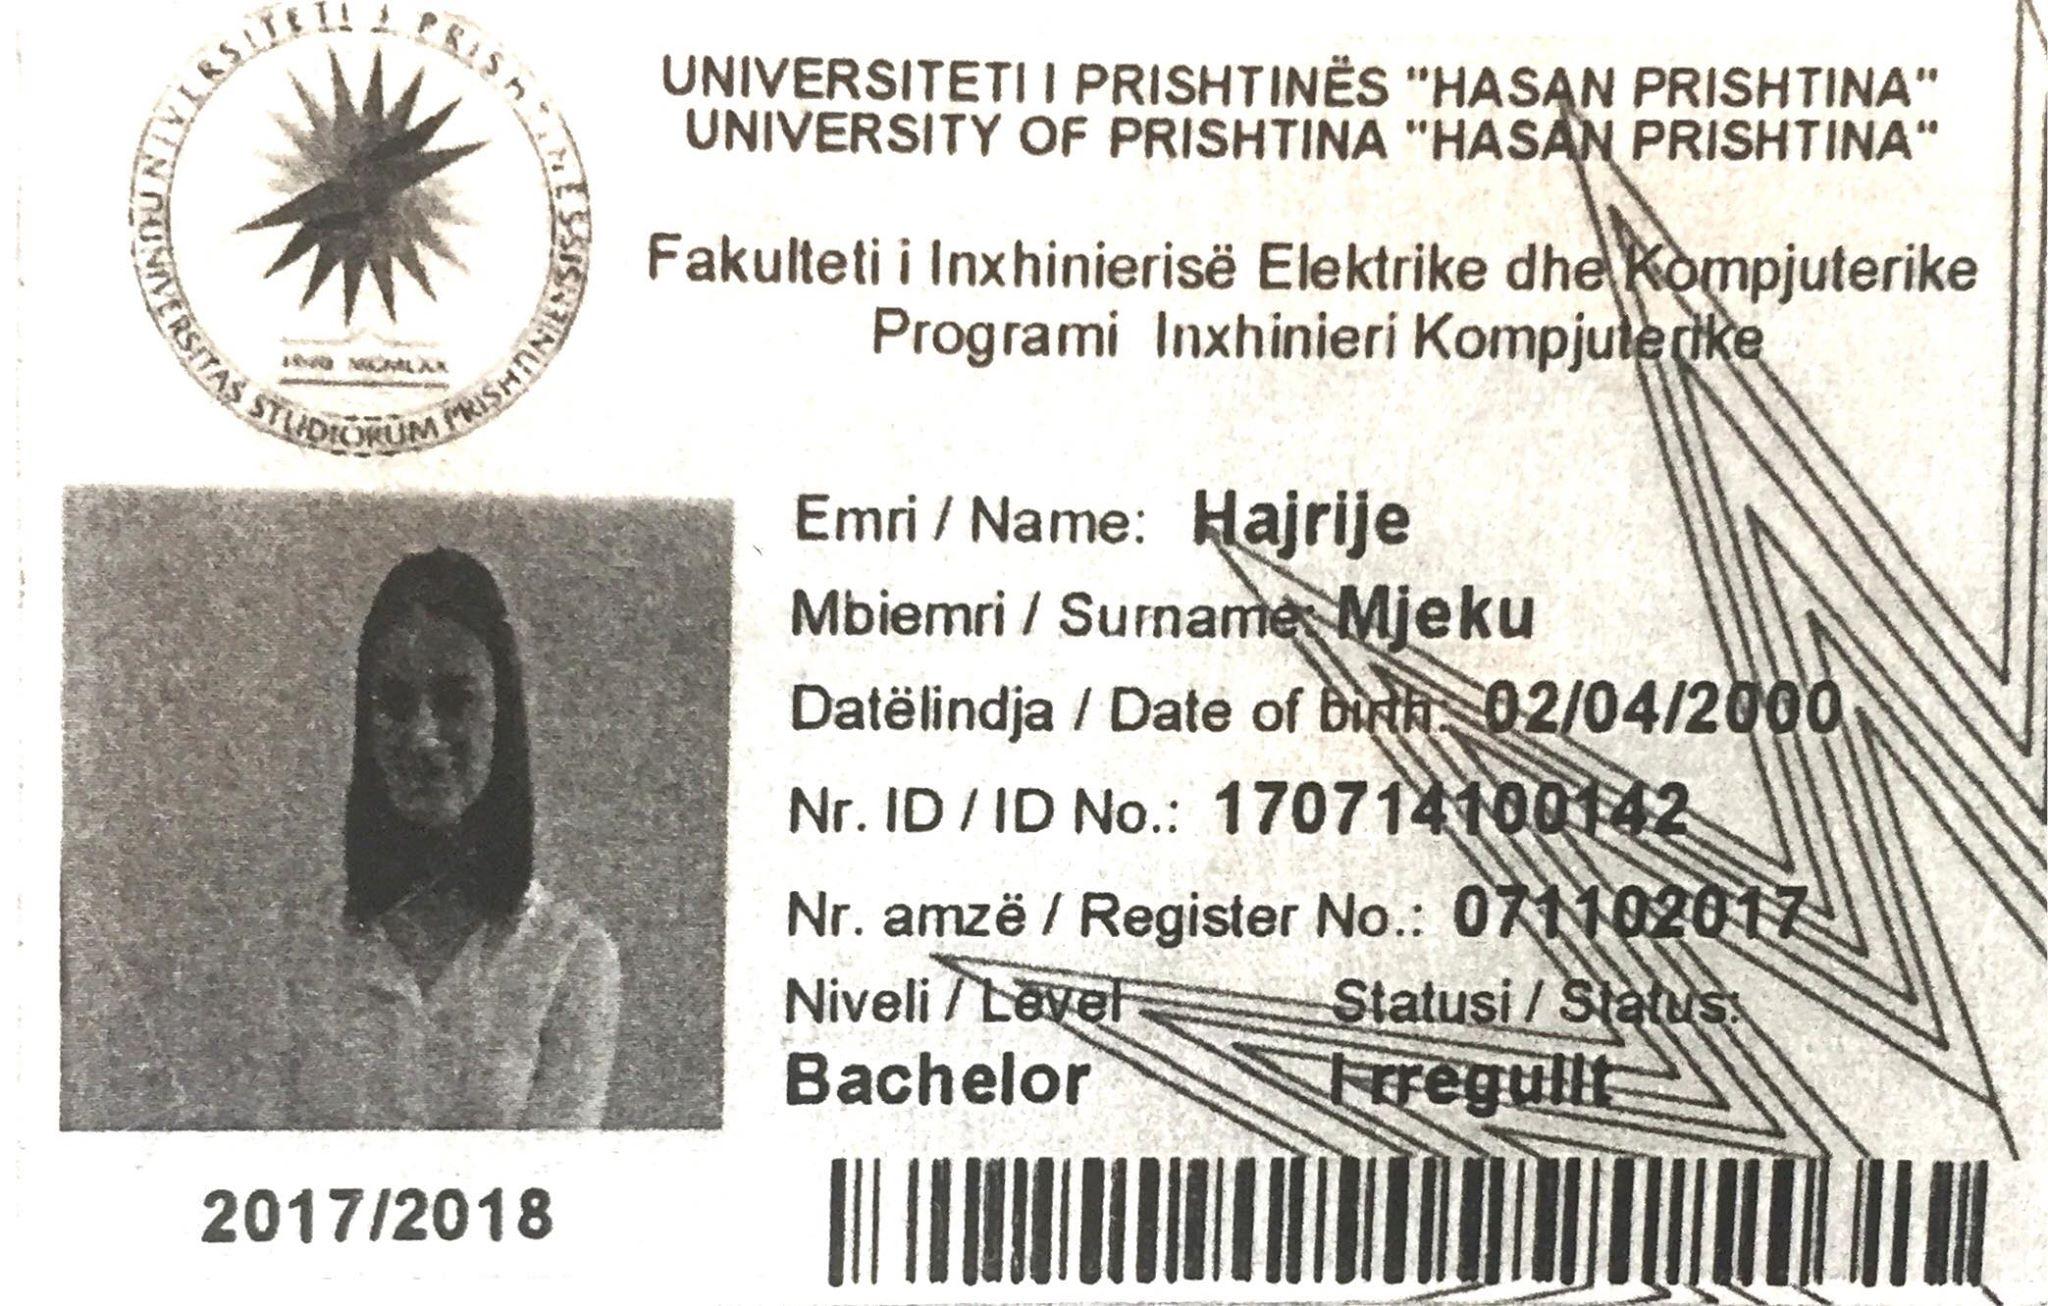 UNIVERSITETI I PRISHTINËS "HASAN PRISHTINA"
UNIVERSITY OF PRISHTINA "HASAN PRISHTINA"
Fakulteti i Inxhinierisë Elektrike dhe Kompjuterike
Programi Inxhinieri Kompjuterike
UNIVERSITETI I PRISHTINËS
UNIVERSITAS STUDIORUM PRISHTINIENSIS
MCMLXX
Emri / Name: Hajrije
Mbiemri / Surname: Mjeku
Datëlindja / Date of birth: 02/04/2000
Nr. ID / ID No.: 170714100142
Nr. amzë / Register No.: 071102017
Niveli / Level Statusi / Status:
Bachelor I rregullt
2017/2018